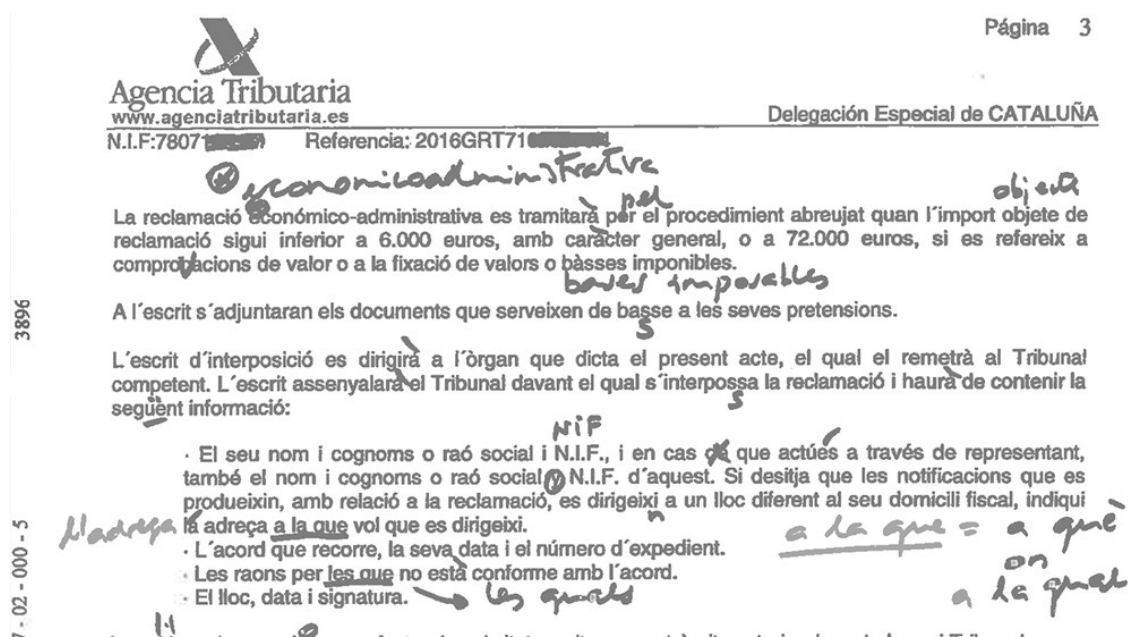 Página 3
Agencia Tributaria
www.agenciatributaria.es
Delegación Especial de CATALUÑA
N.I.F:7807 Referencia: 2016GRT71
economicoadministrativa
pel
objecte
La reclamació económico-administrativa es tramitarà per el procedimient abreujat quan l´import objete de
reclamació sigui inferior a 6.000 euros, amb caràcter general, o a 72.000 euros, si es refereix a
comprobacions de valor o a la fixació de valors o bàsses imponibles.
bases imposables
A l´escrit s´adjuntaran els documents que serveixen de basse a les seves pretensions.
s
L´escrit d´interposició es dirigirà a l´òrgan que dicta el present acte, el qual el remetrà al Tribunal
competent. L´escrit assenyalarà el Tribunal davant el qual s´interpossa la reclamació i haurà de contenir la
s
següent informació:
NIF
· El seu nom i cognoms o raó social i N.I.F., i en cas de que actúes a través de representant,
també el nom i cognoms o raó social y N.I.F. d´aquest. Si desitja que les notificacions que es
produeixin, amb relació a la reclamació, es dirigeixi a un lloc diferent al seu domicili fiscal, indiqui
n
l'adreça la adreça a la que vol que es dirigeixi.
a la que = a què
on
a la qual
· L´acord que recorre, la seva data i el número d´expedient.
· Les raons per les que no està conforme amb l´acord.
· El lloc, data i signatura.
les quals
3896
02 - 000 - 5